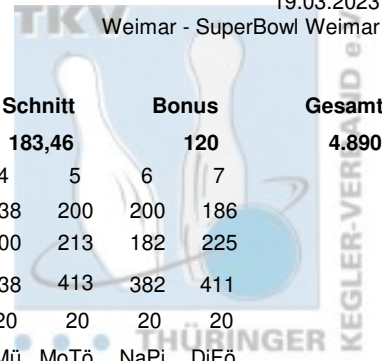 19.03.2023
TKV
Weimar - SuperBowl Weimar
Schnitt Bonus Gesamt
183,46 120 4.890
4 5 6 7
38 200 200 186
00 213 182 225
38 413 382 411
20 20 20 20
Mü MoTö NaPi DiFö
THÜRINGER
KEGLER-VERBAND e.V.